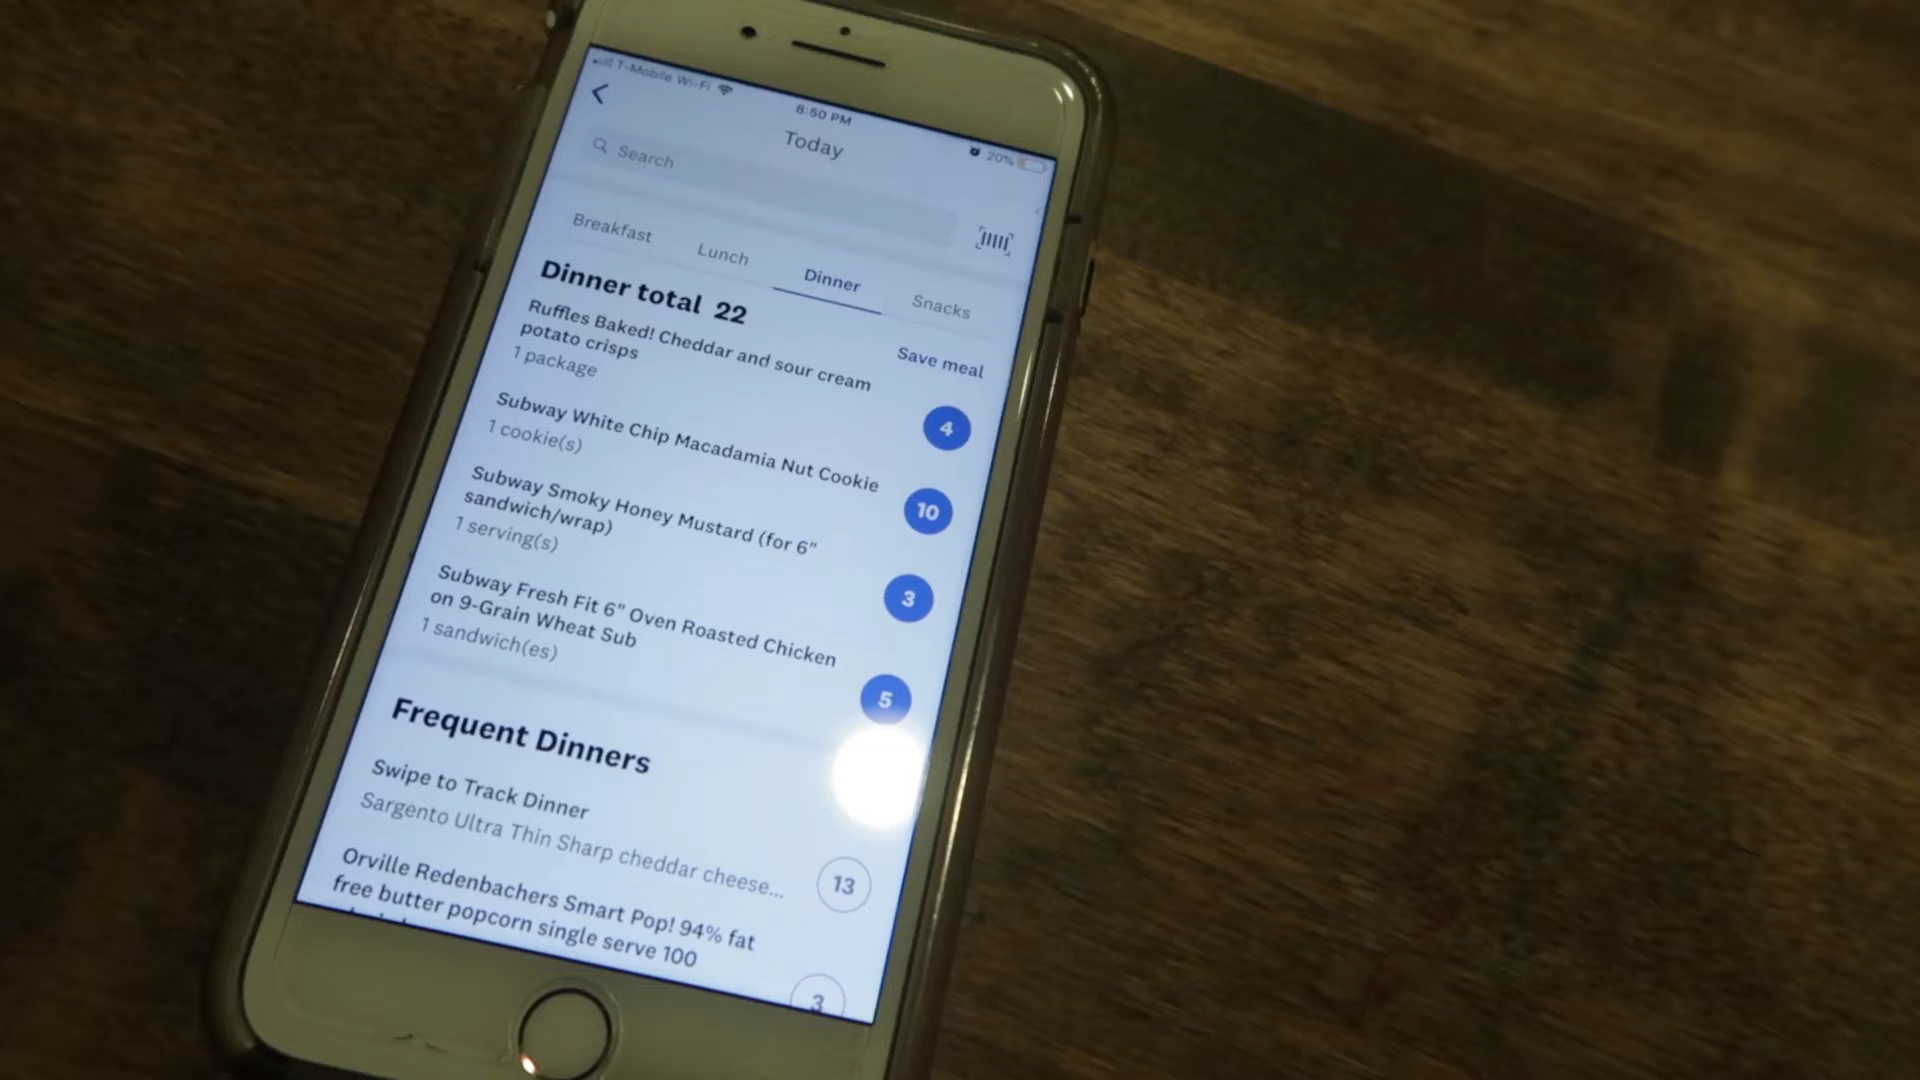 T-Mobile Wi-Fi
8:50 PM
20%
Today
Search
Breakfast
Lunch
Dinner
Snacks
Dinner total 22
Save meal
Ruffles Baked! Cheddar and sour cream
potato crisps
1 package
4
Subway White Chip Macadamia Nut Cookie
1 cookie(s)
10
Subway Smoky Honey Mustard (for 6"
sandwich/wrap)
1 serving(s)
3
Subway Fresh Fit 6" Oven Roasted Chicken
on 9-Grain Wheat Sub
1 sandwich(es)
5
Frequent Dinners
Swipe to Track Dinner
Sargento Ultra Thin Sharp cheddar cheese...
13
Orville Redenbachers Smart Pop! 94% fat
free butter popcorn single serve 100
3